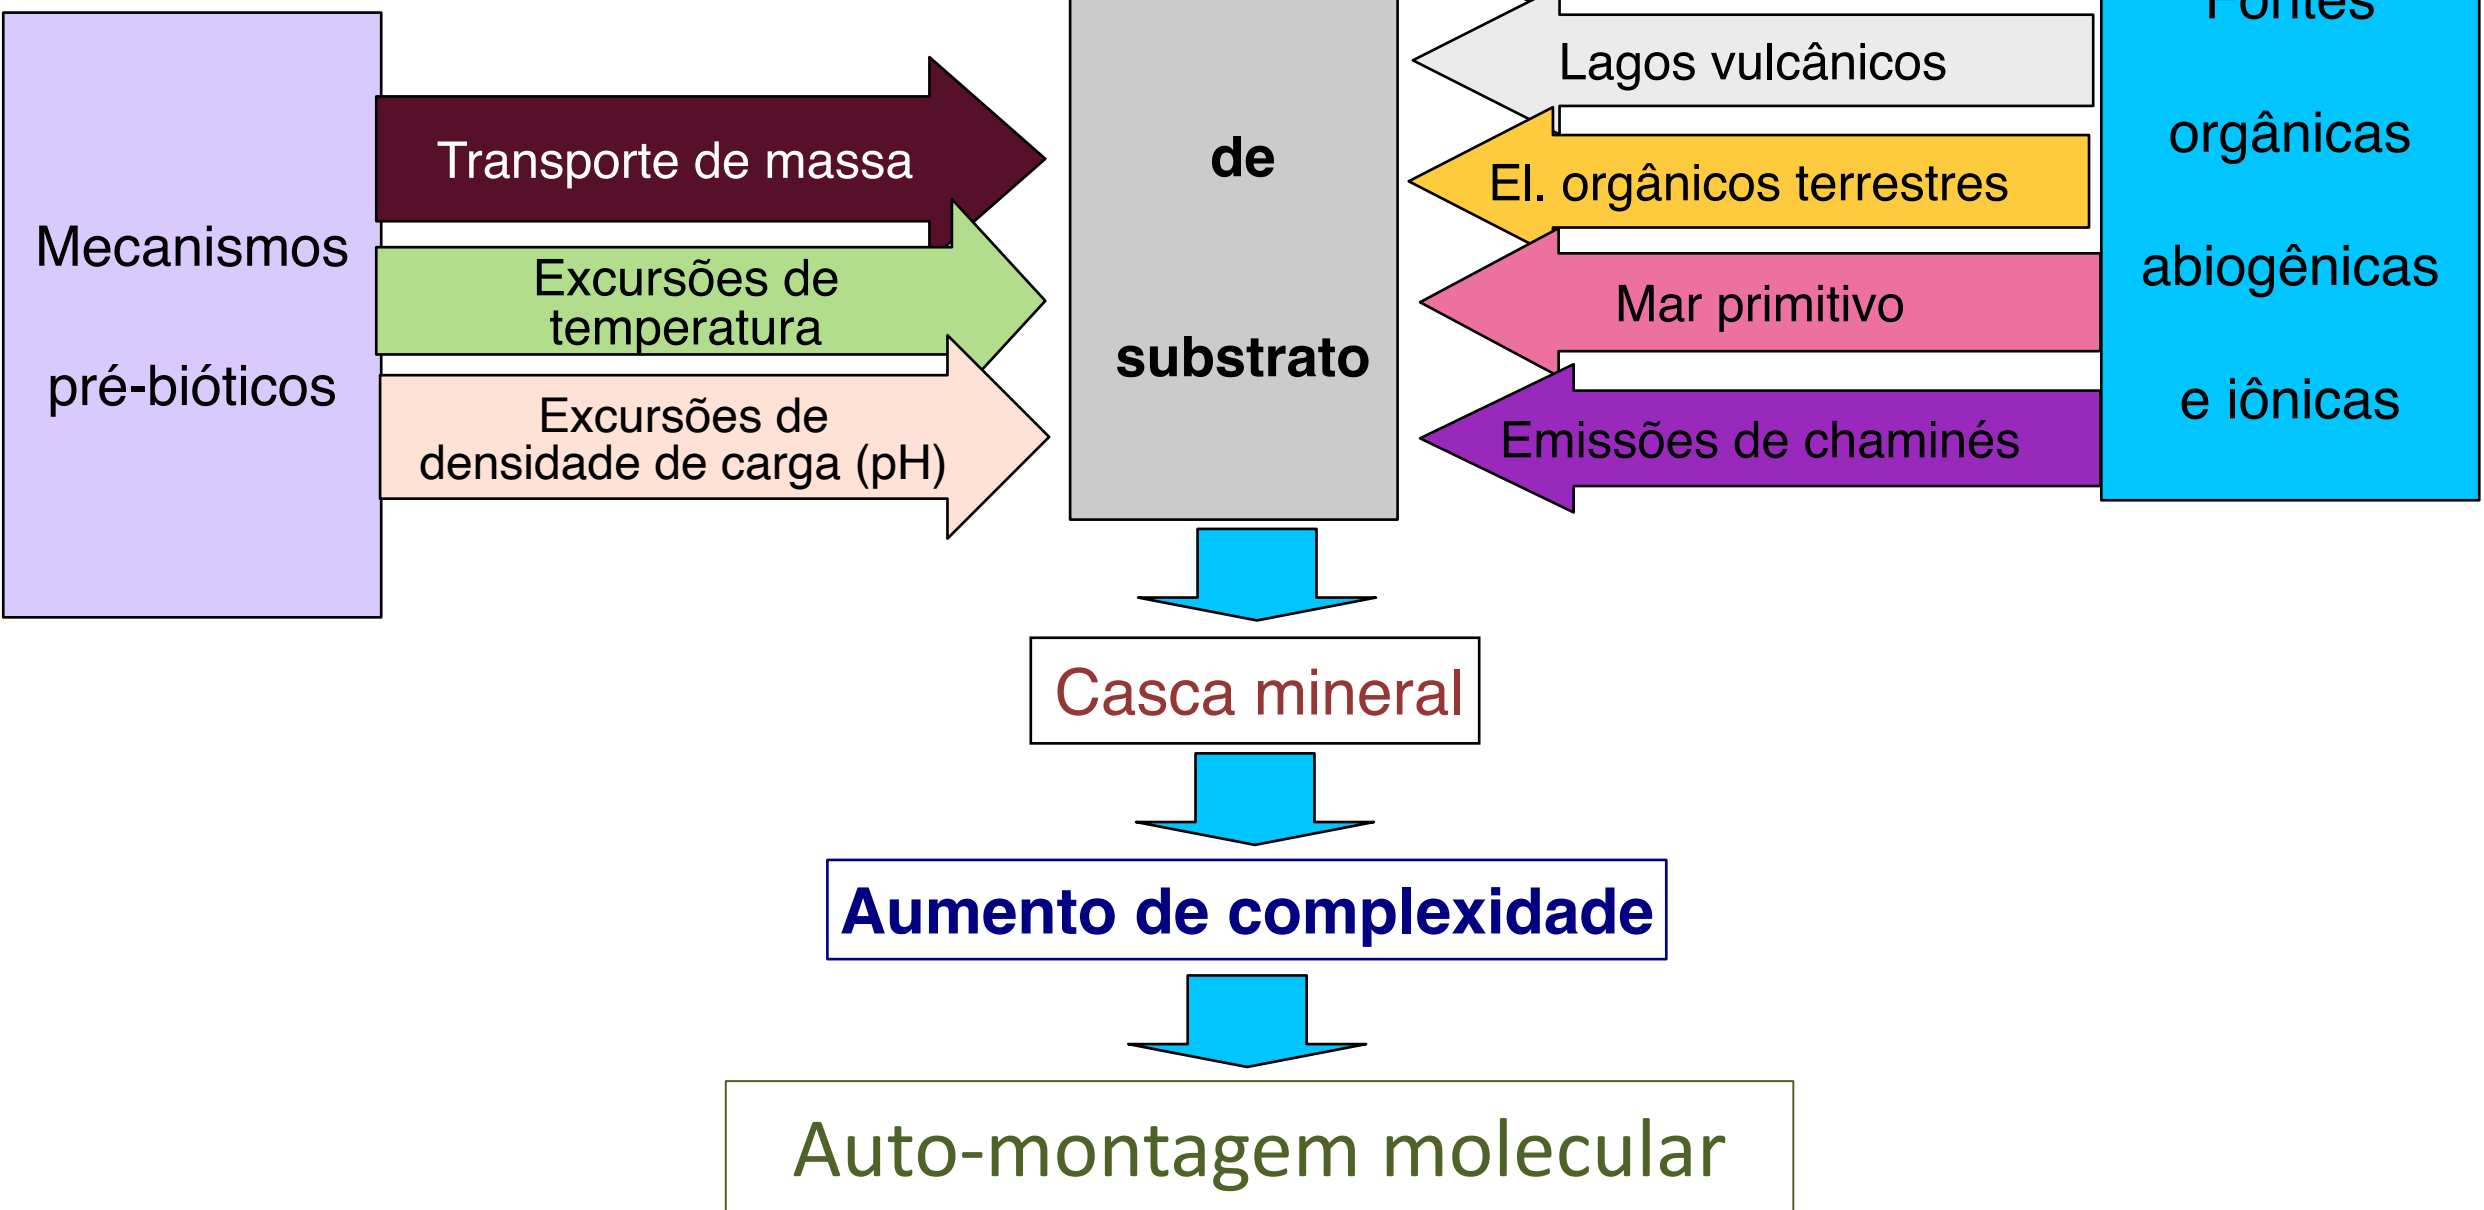 Mecanismos
pré-bióticos
Transporte de massa
Excursões de
temperatura
Excursões de
densidade de carga (pH)
de
substrato
Lagos vulcânicos
El. orgânicos terrestres
Mar primitivo
Emissões de chaminés
Fontes
orgânicas
abiogênicas
e iônicas
Casca mineral
Aumento de complexidade
Auto-montagem molecular